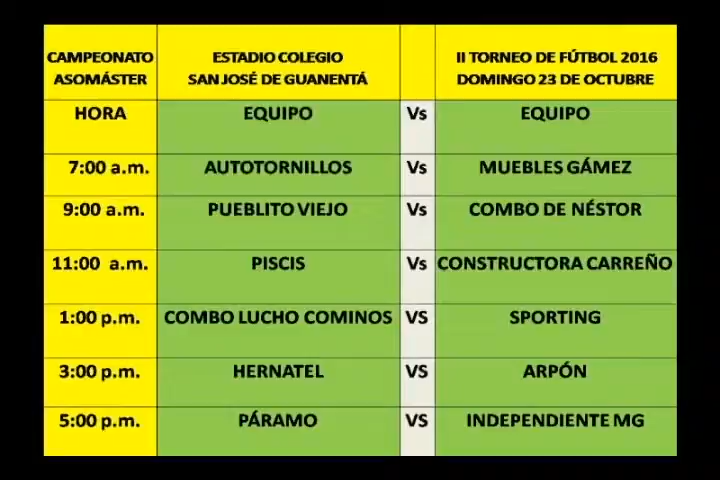 CAMPEONATO ASOMÁSTER
ESTADIO COLEGIO SAN JOSÉ DE GUANENTÁ
II TORNEO DE FÚTBOL 2016 DOMINGO 23 DE OCTUBRE
HORA EQUIPO Vs EQUIPO
7:00 a.m. AUTOTORNILLOS Vs MUEBLES GÁMEZ
9:00 a.m. PUEBLITO VIEJO Vs COMBO DE NÉSTOR
11:00 a.m. PISCIS Vs CONSTRUCTORA CARREÑO
1:00 p.m. COMBO LUCHO COMINOS VS SPORTING
3:00 p.m. HERNATEL VS ARPÓN
5:00 p.m. PÁRAMO VS INDEPENDIENTE MG